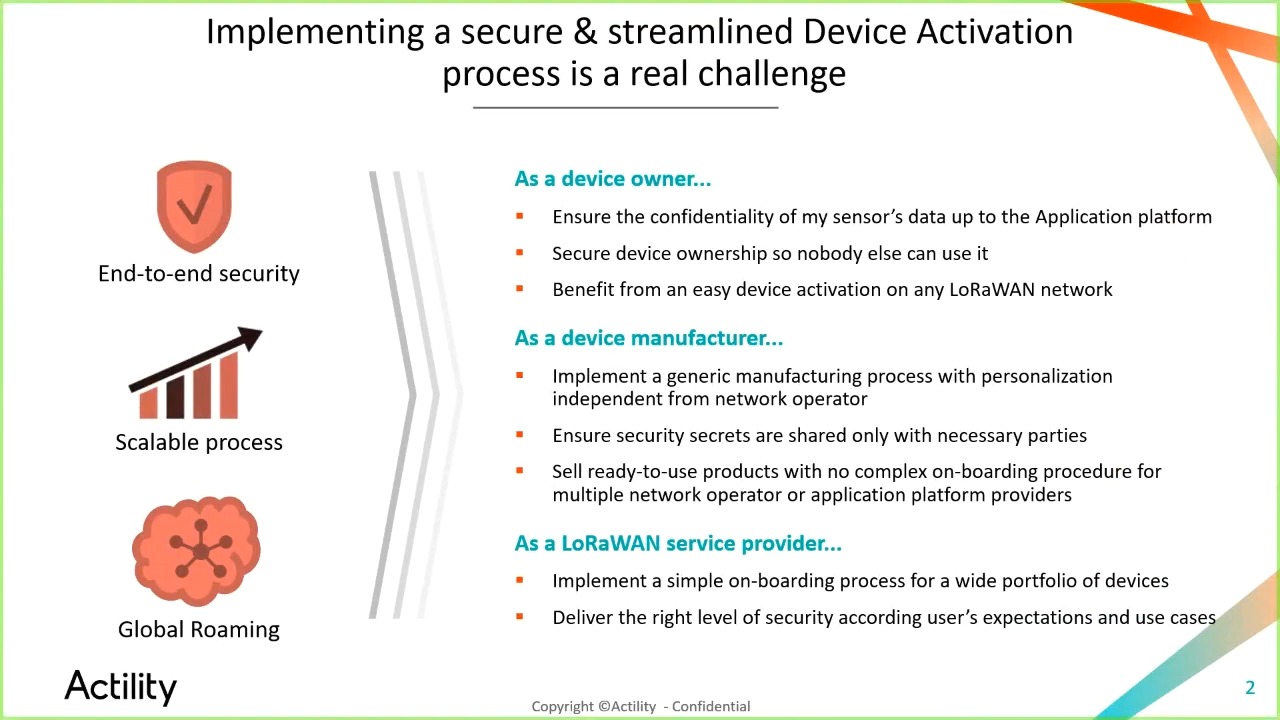 Implementing a secure & streamlined Device Activation
process is a real challenge
End-to-end security
Scalable process
Global Roaming
As a device owner...
▪ Ensure the confidentiality of my sensor’s data up to the Application platform
▪ Secure device ownership so nobody else can use it
▪ Benefit from an easy device activation on any LoRaWAN network
As a device manufacturer...
▪ Implement a generic manufacturing process with personalization
independent from network operator
▪ Ensure security secrets are shared only with necessary parties
▪ Sell ready-to-use products with no complex on-boarding procedure for
multiple network operator or application platform providers
As a LoRaWAN service provider...
▪ Implement a simple on-boarding process for a wide portfolio of devices
▪ Deliver the right level of security according user’s expectations and use cases
Actility
Copyright ©Actility - Confidential
2